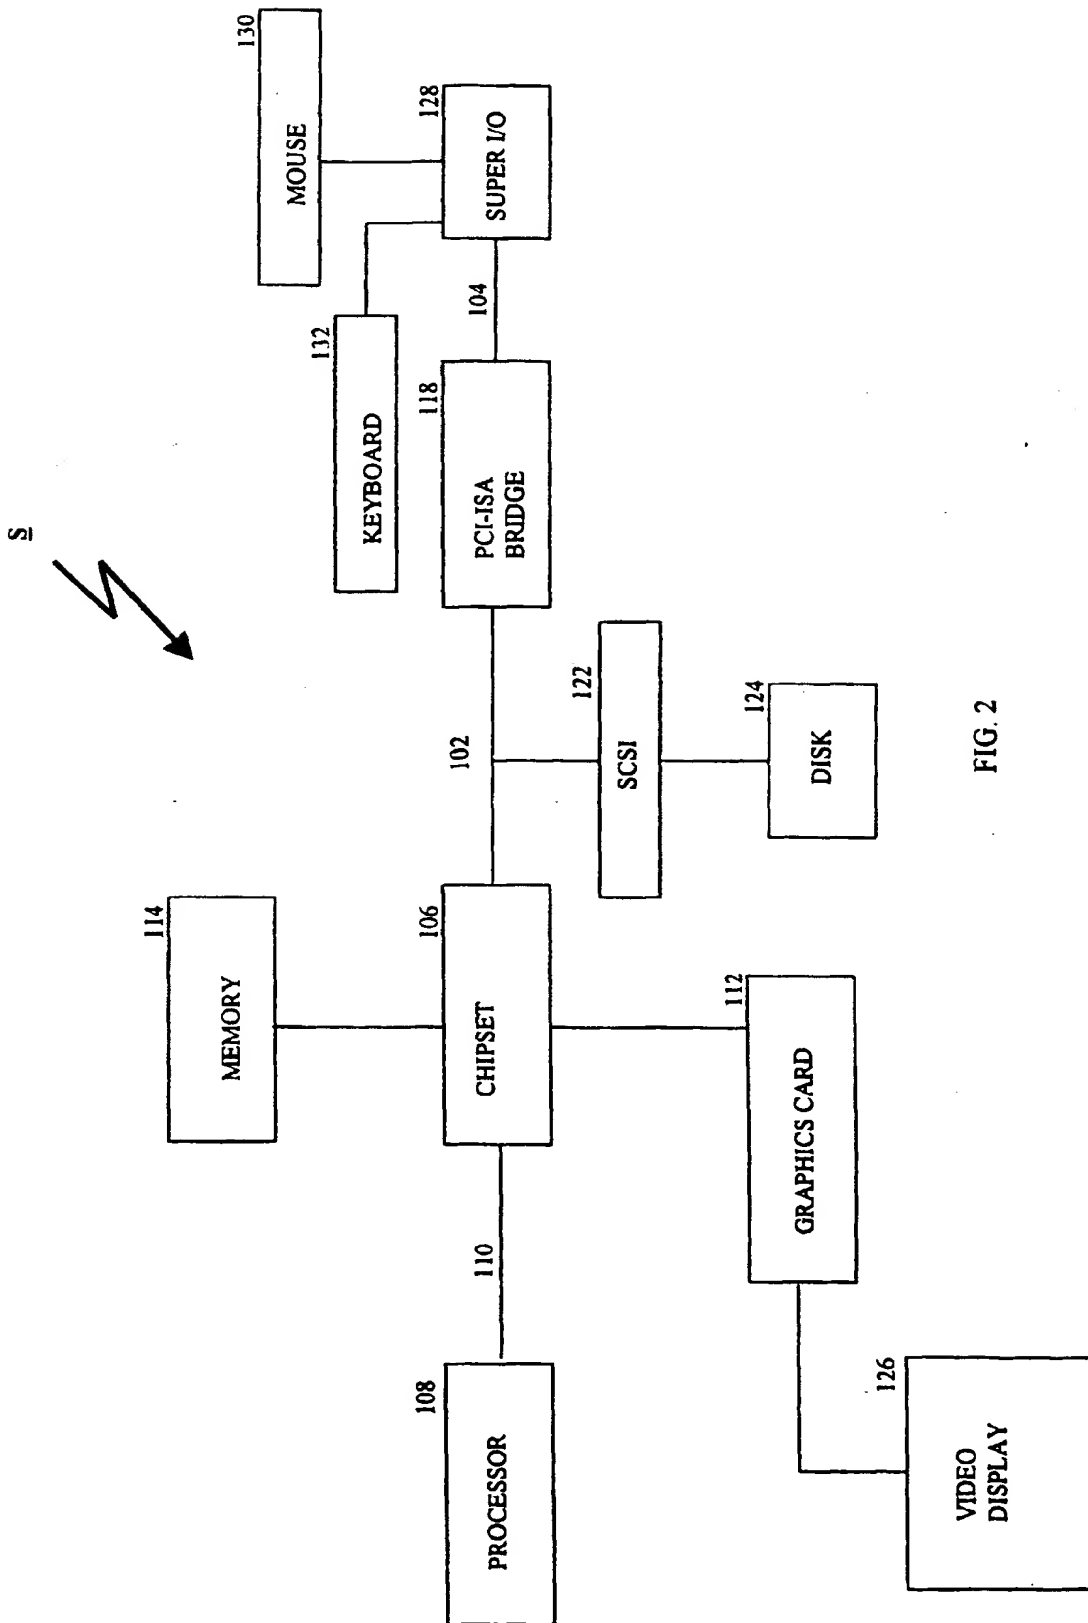 S
130
MOUSE
128
SUPER I/O
132
KEYBOARD
104
118
PCI-ISA
BRIDGE
102
122
SCSI
124
DISK
114
MEMORY
106
CHIPSET
112
GRAPHICS CARD
110
108
PROCESSOR
126
VIDEO
DISPLAY
FIG. 2